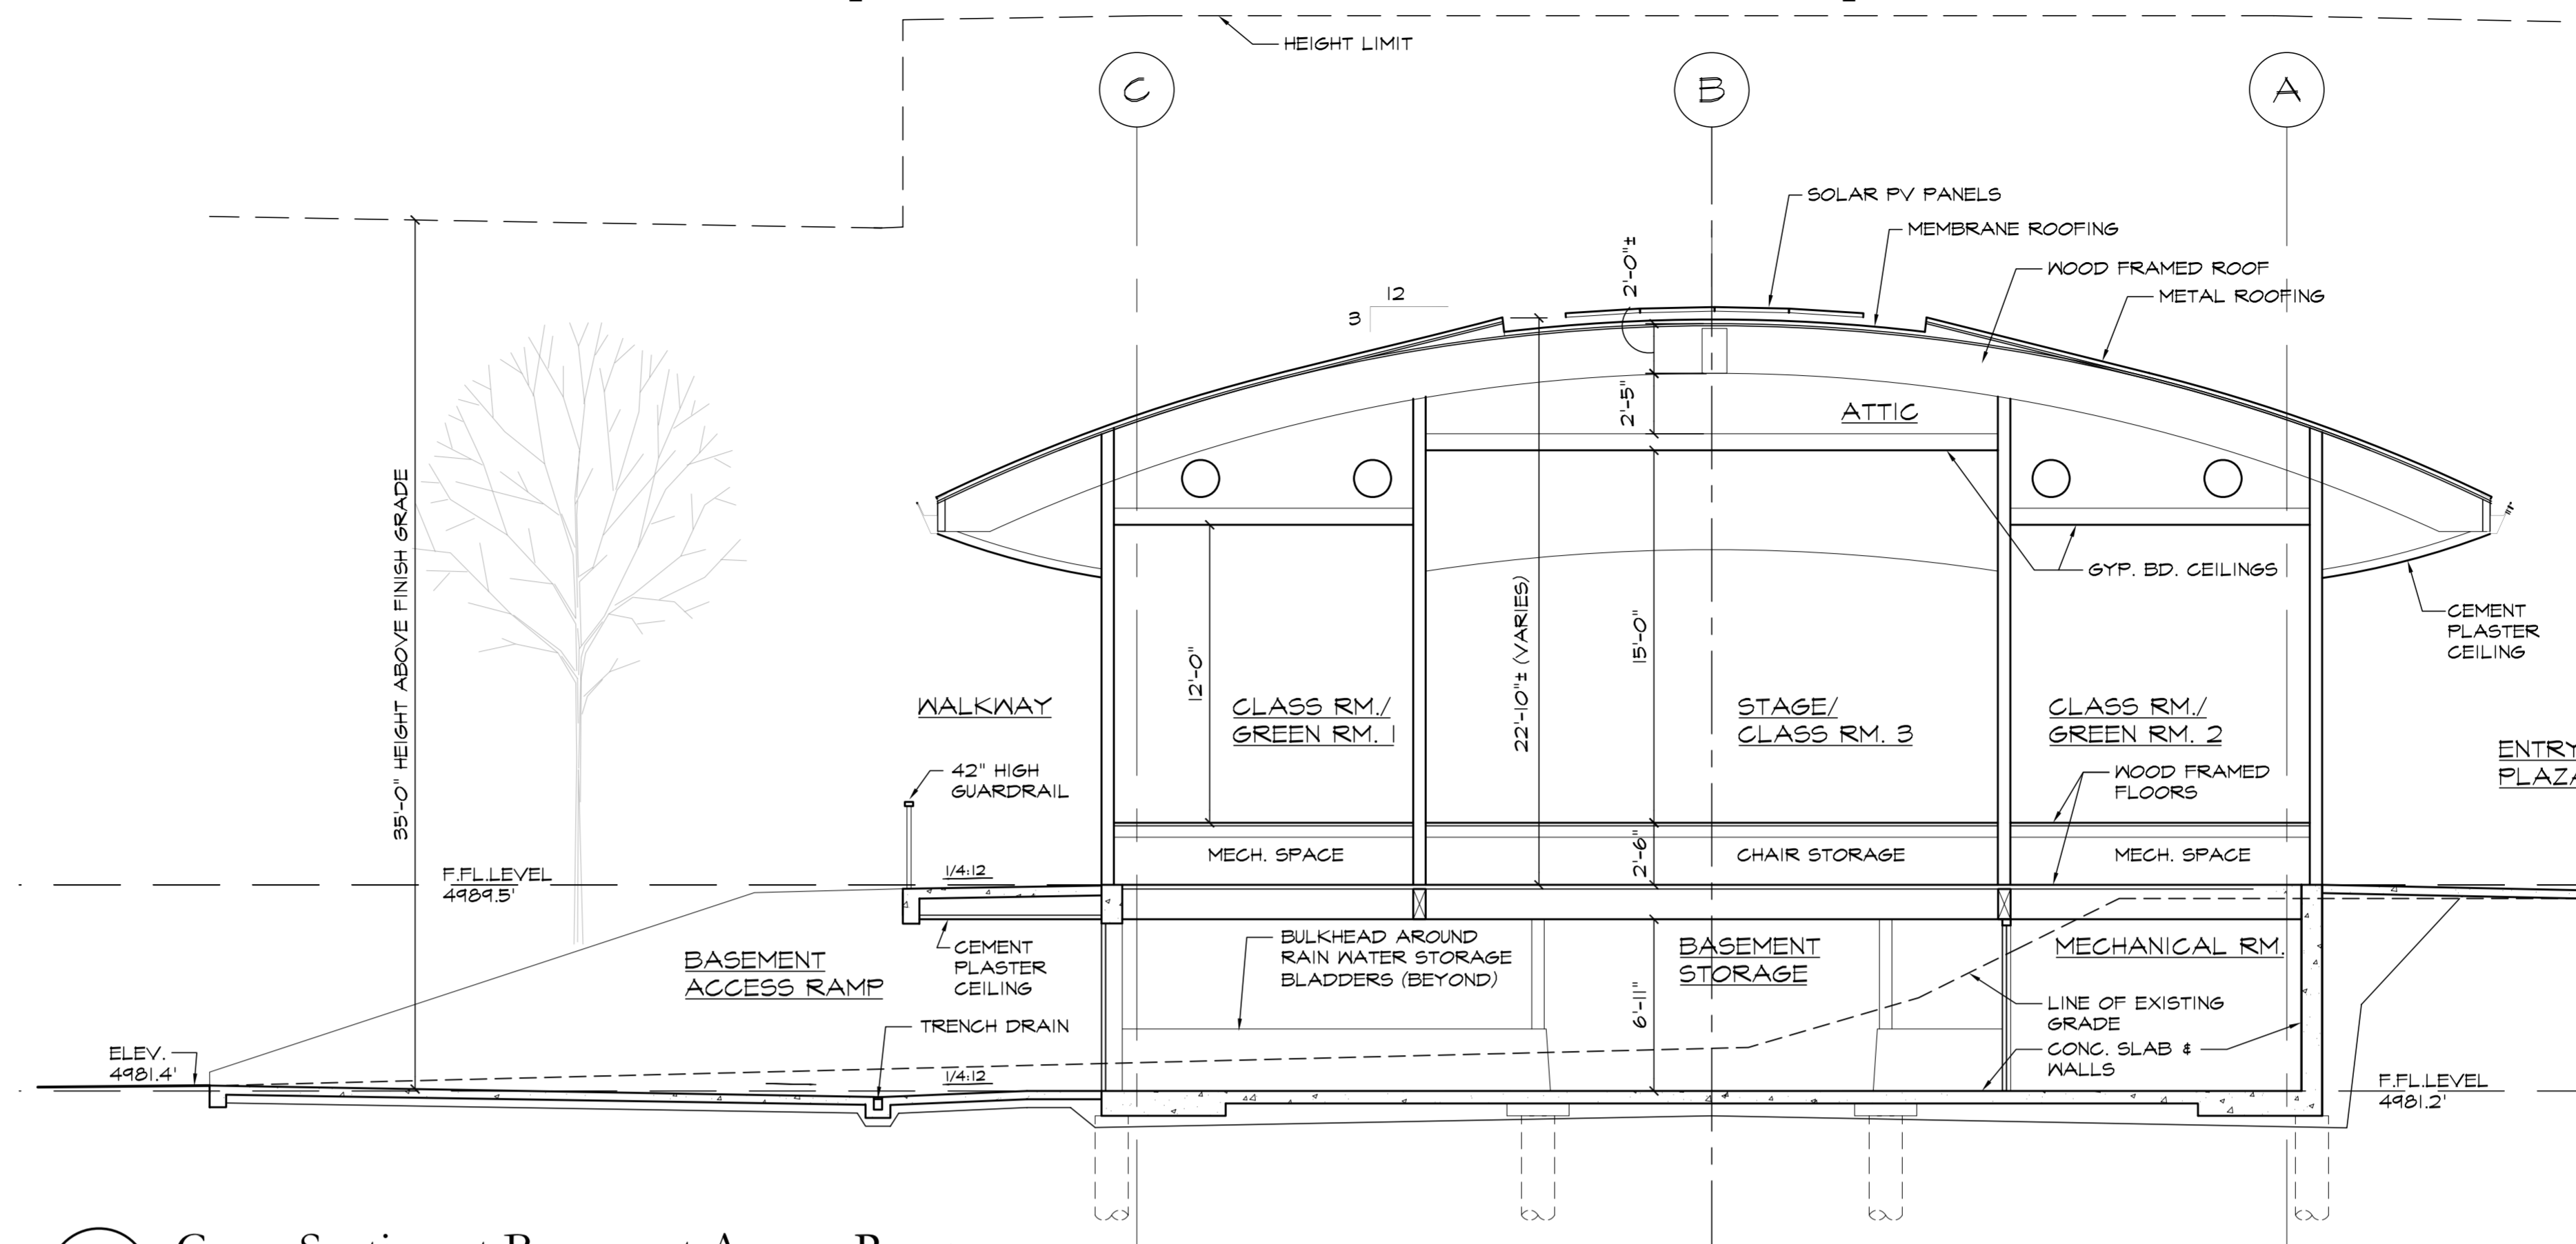 HEIGHT LIMIT
C
B
A
SOLAR PV PANELS
MEMBRANE ROOFING
WOOD FRAMED ROOF
METAL ROOFING
12
3
2'-0"±
2'-5"
ATTIC
35'-0" HEIGHT ABOVE FINISH GRADE
GYP. BD. CEILINGS
CEMENT
PLASTER
CEILING
22'-10"± (VARIES)
15'-0"
12'-0"
WALKWAY
CLASS RM./
GREEN RM. 1
STAGE/
CLASS RM. 3
CLASS RM./
GREEN RM. 2
ENTRY
PLAZA
42" HIGH
GUARDRAIL
WOOD FRAMED
FLOORS
MECH. SPACE
2'-6"
CHAIR STORAGE
MECH. SPACE
F.FL.LEVEL
4989.5'
1/4:12
BASEMENT
ACCESS RAMP
CEMENT
PLASTER
CEILING
BULKHEAD AROUND
RAIN WATER STORAGE
BLADDERS (BEYOND)
BASEMENT
STORAGE
MECHANICAL RM.
6'-11"
LINE OF EXISTING
GRADE
CONC. SLAB &
WALLS
TRENCH DRAIN
ELEV.
4981.4'
1/4:12
F.FL.LEVEL
4981.2'